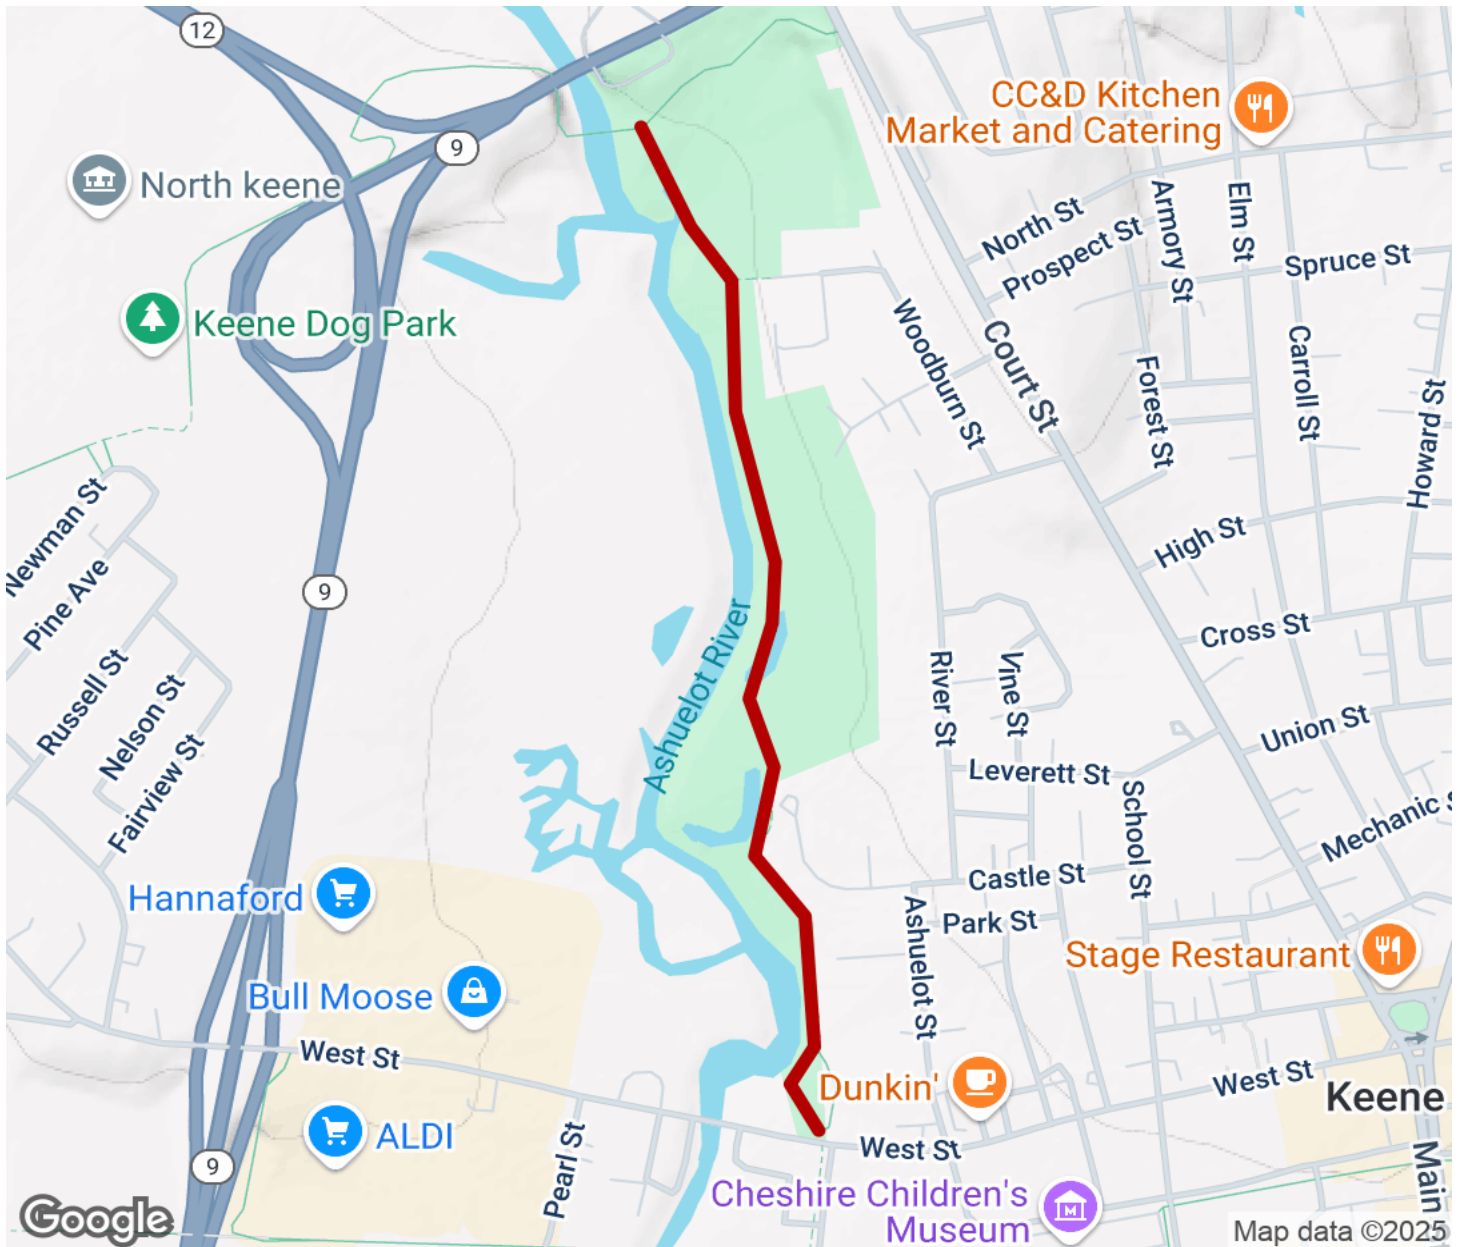 12
CC&D Kitchen
Market and Catering
9
North keene
North St
Prospect St
Armory St
Elm St
Spruce St
Keene Dog Park
Woodburn St
Court St
Forest St
Carroll St
Howard St
Newman St
Pine Ave
High St
9
Ashuelot River
Cross St
Russell St
Nelson St
Fairview St
River St
Vine St
Union St
Leverett St
School St
Mechanic S
Hannaford
Castle St
Park St
Ashuelot St
Stage Restaurant
Bull Moose
West St
Dunkin'
West St
Keene
ALDI
Pearl St
West St
Main
9
Cheshire Children's
Museum
Google
Map data ©2025